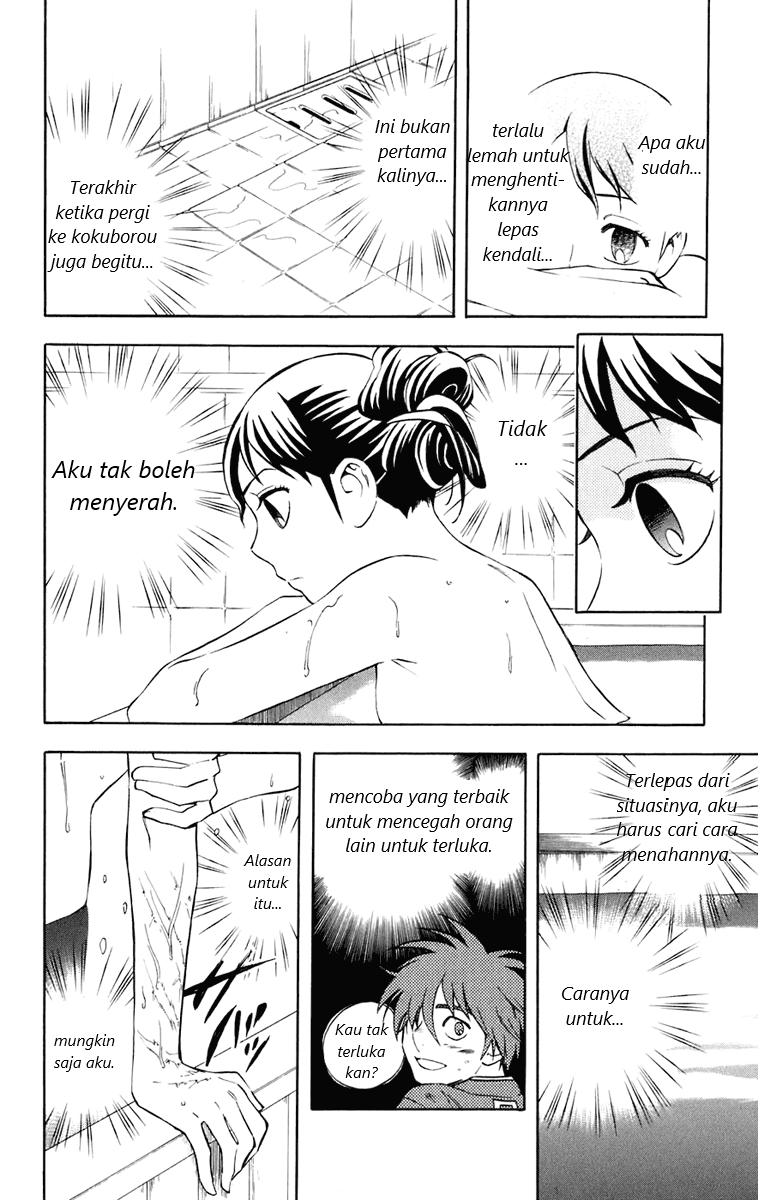 Apa aku
sudah...
terlalu
lemah untuk
menghenti-
kannya
lepas
kendali...
Ini bukan
pertama
kalinya...
Terakhir
ketika pergi
ke kokuborou
juga begitu...
Tidak
...
Aku tak boleh
menyerah.
Terlepas dari
situasinya, aku
harus cari cara
menahannya.
Caranya
untuk...
mencoba yang terbaik
untuk mencegah orang
lain untuk terluka.
Kau tak
terluka
kan?
Alasan
untuk
itu...
mungkin
saja aku.